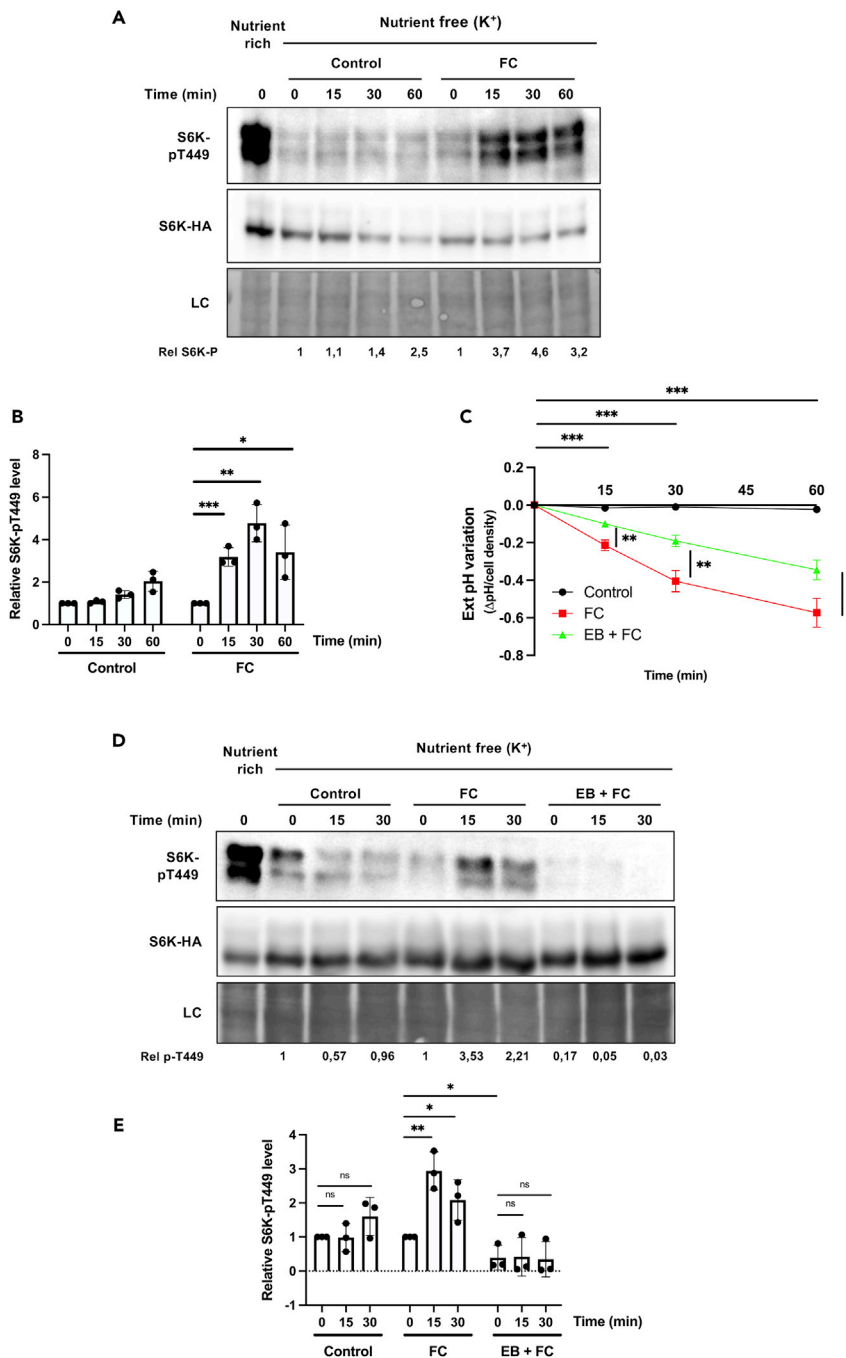 A
Nutrient rich
Nutrient free (K+)
Control FC
Time (min) 0 0 15 30 60 0 15 30 60
S6K-pT449
S6K-HA
LC
Rel S6K-P 1 1,1 1,4 2,5 1 3,7 4,6 3,2
B
Relative S6K-pT449 level
8
6
4
2
0
*** ** *
0 15 30 60 0 15 30 60 Time (min)
Control FC
C
***
***
***
Ext pH variation
(ΔpH/cell density)
0.2
0.0
-0.2
-0.4
-0.6
-0.8
15 30 45 60
**
**
Control
FC
EB + FC
Time (min)
D
Nutrient rich
Nutrient free (K+)
Control FC EB + FC
Time (min) 0 0 15 30 0 15 30 0 15 30
S6K-pT449
S6K-HA
LC
Rel p-T449 1 0,57 0,96 1 3,53 2,21 0,17 0,05 0,03
E
Relative S6K-pT449 level
4
3
2
1
0
-1
*
*
**
ns
ns
ns
ns
0 15 30 0 15 30 0 15 30 Time (min)
Control FC EB + FC